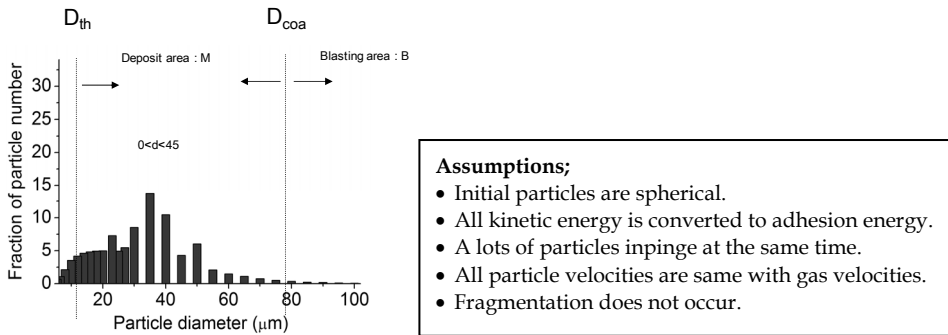 D_th
D_coa
Deposit area : M
Blasting area : B
Fraction of particle number
30
25
20
15
10
5
0
0<d<45
20
40
60
80
100
Particle diameter (μm)
Assumptions;
• Initial particles are spherical.
• All kinetic energy is converted to adhesion energy.
• A lots of particles inpinge at the same time.
• All particle velocities are same with gas velocities.
• Fragmentation does not occur.